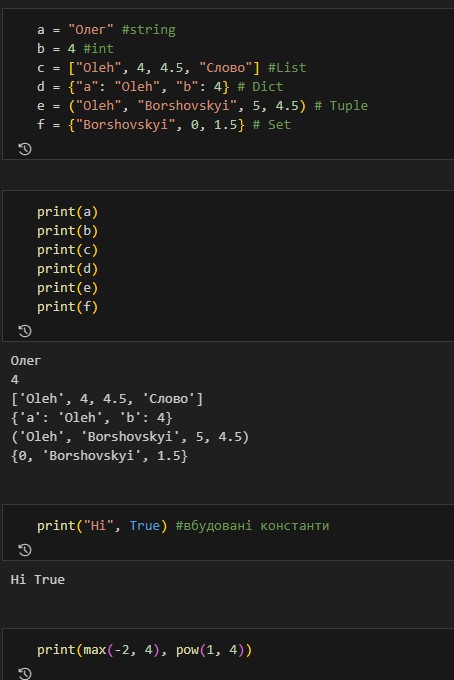 a = "Олег" #string
b = 4 #int
c = ["Oleh", 4, 4.5, "Слово"] #List
d = {"a": "Oleh", "b": 4} # Dict
e = ("Oleh", "Borshovskyi", 5, 4.5) # Tuple
f = {"Borshovskyi", 0, 1.5} # Set
print(a)
print(b)
print(c)
print(d)
print(e)
print(f)
Олег
4
['Oleh', 4, 4.5, 'Слово']
{'a': 'Oleh', 'b': 4}
('Oleh', 'Borshovskyi', 5, 4.5)
{0, 'Borshovskyi', 1.5}
print("Hi", True) #вбудовані константи
Hi True
print(max(-2, 4), pow(1, 4))